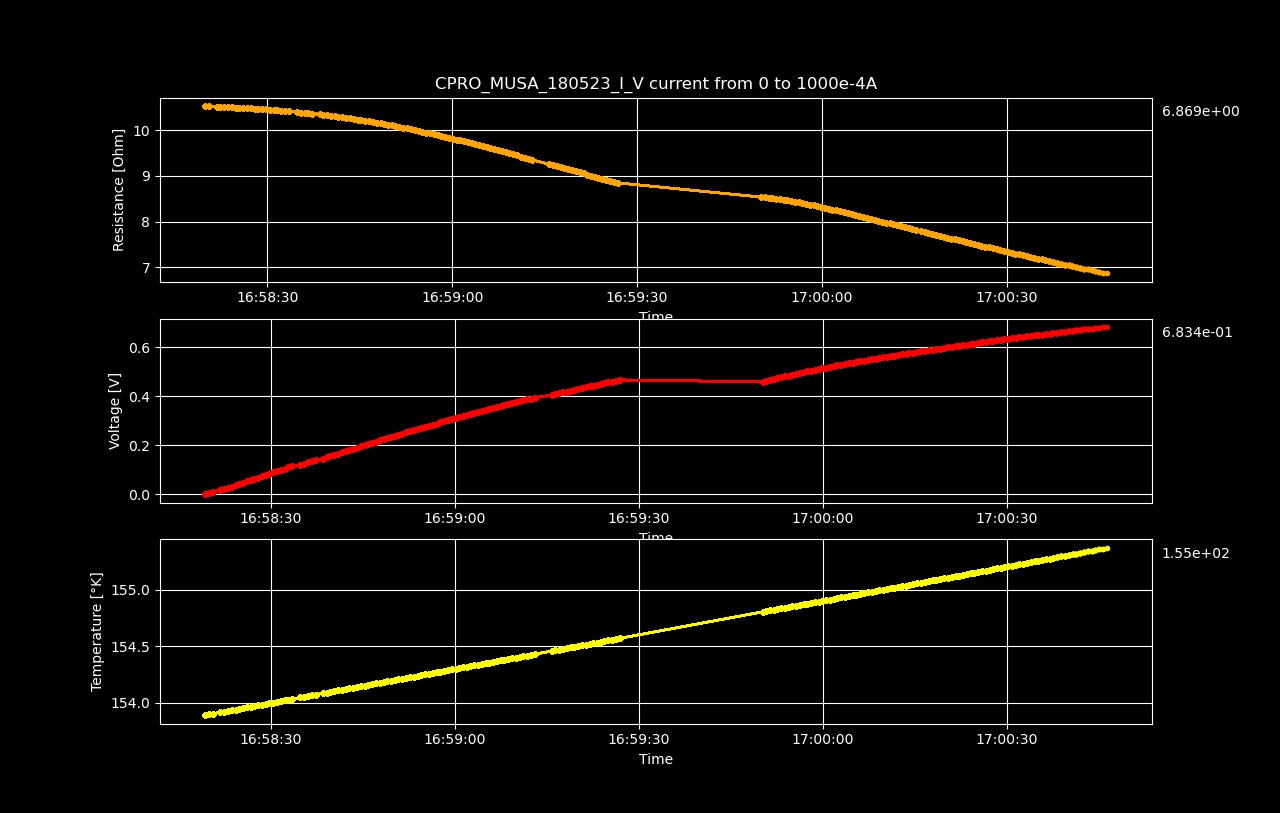 CPRO_MUSA_180523_I_V current from 0 to 1000e-4A
6.869e+00
Resistance [Ohm]
10
9
8
7
16:58:30 16:59:00 16:59:30 17:00:00 17:00:30
Time
6.834e-01
Voltage [V]
0.6
0.4
0.2
0.0
16:58:30 16:59:00 16:59:30 17:00:00 17:00:30
Time
1.55e+02
Temperature [°K]
155.0
154.5
154.0
16:58:30 16:59:00 16:59:30 17:00:00 17:00:30
Time